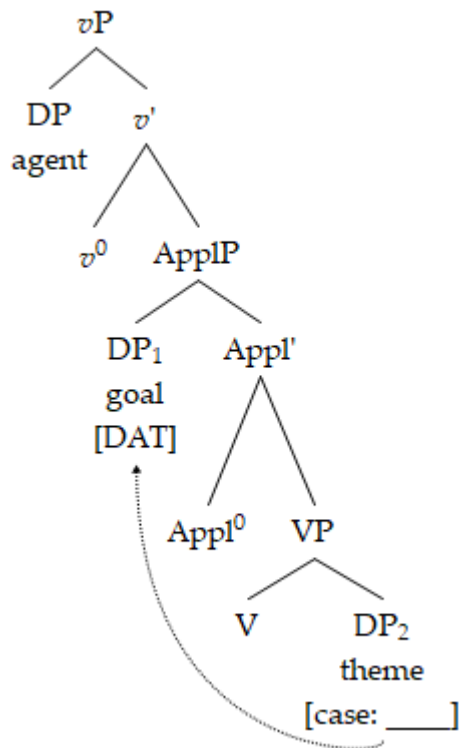 vP
DP v'
agent
v⁰ ApplP
DP₁ Appl'
goal
[DAT]
Appl⁰ VP
V DP₂
theme
[case: ____]